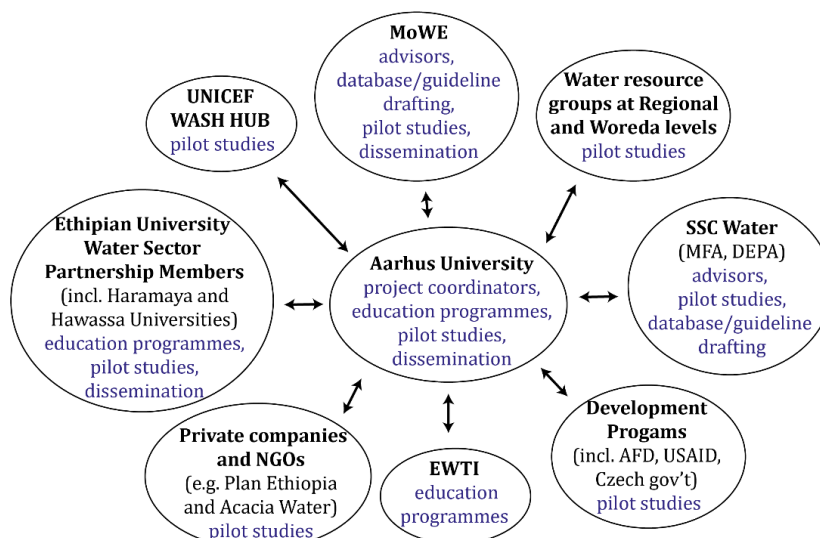 MoWE
advisors,
database/guideline
drafting,
pilot studies,
dissemination
UNICEF
WASH HUB
pilot studies
Water resource
groups at Regional
and Woreda levels
pilot studies
Ethipian University
Water Sector
Partnership Members
(incl. Haramaya and
Hawassa Universities)
education programmes,
pilot studies,
dissemination
Aarhus University
project coordinators,
education programmes,
pilot studies,
dissemination
SSC Water
(MFA, DEPA)
advisors,
pilot studies,
database/guideline
drafting
Private companies
and NGOs
(e.g. Plan Ethiopia
and Acacia Water)
pilot studies
EWTI
education
programmes
Development
Progams
(incl. AFD, USAID,
Czech gov't)
pilot studies